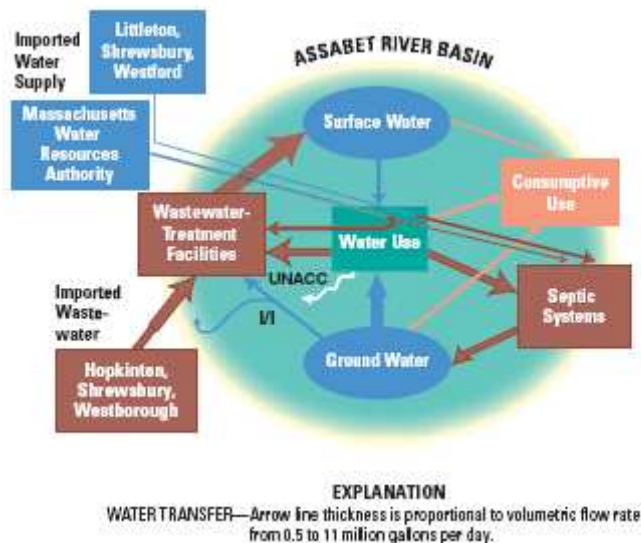 Imported
Water
Supply
Littleton,
Shrewsbury,
Westford
Massachusetts
Water
Resources
Authority
ASSABET RIVER BASIN
Surface Water
Consumptive
Use
Wastewater-
Treatment
Facilities
Water Use
UNACC
Septic
Systems
Imported
Waste-
water
I/I
Ground Water
Hopkinton,
Shrewsbury,
Westborough
EXPLANATION
WATER TRANSFER—Arrow line thickness is proportional to volumetric flow rate
from 0.5 to 11 million gallons per day.